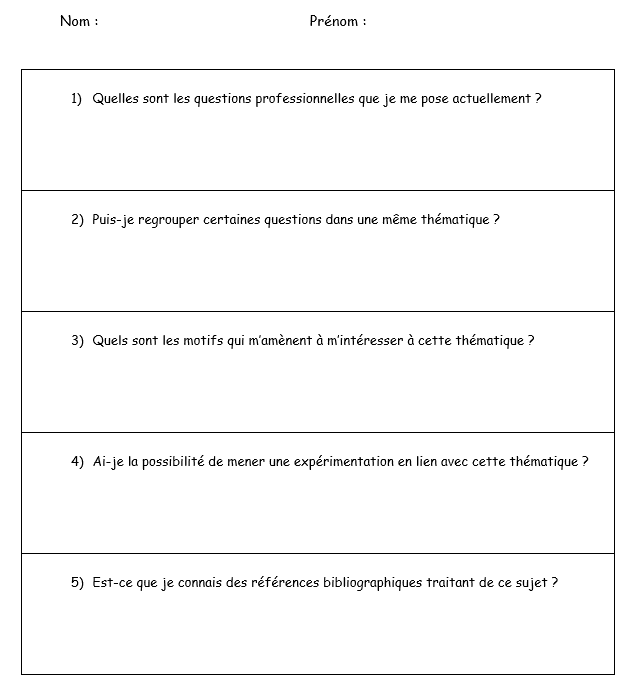 Nom : Prénom :
1) Quelles sont les questions professionnelles que je me pose actuellement ?
2) Puis-je regrouper certaines questions dans une même thématique ?
3) Quels sont les motifs qui m'amènent à m'intéresser à cette thématique ?
4) Ai-je la possibilité de mener une expérimentation en lien avec cette thématique ?
5) Est-ce que je connais des références bibliographiques traitant de ce sujet ?